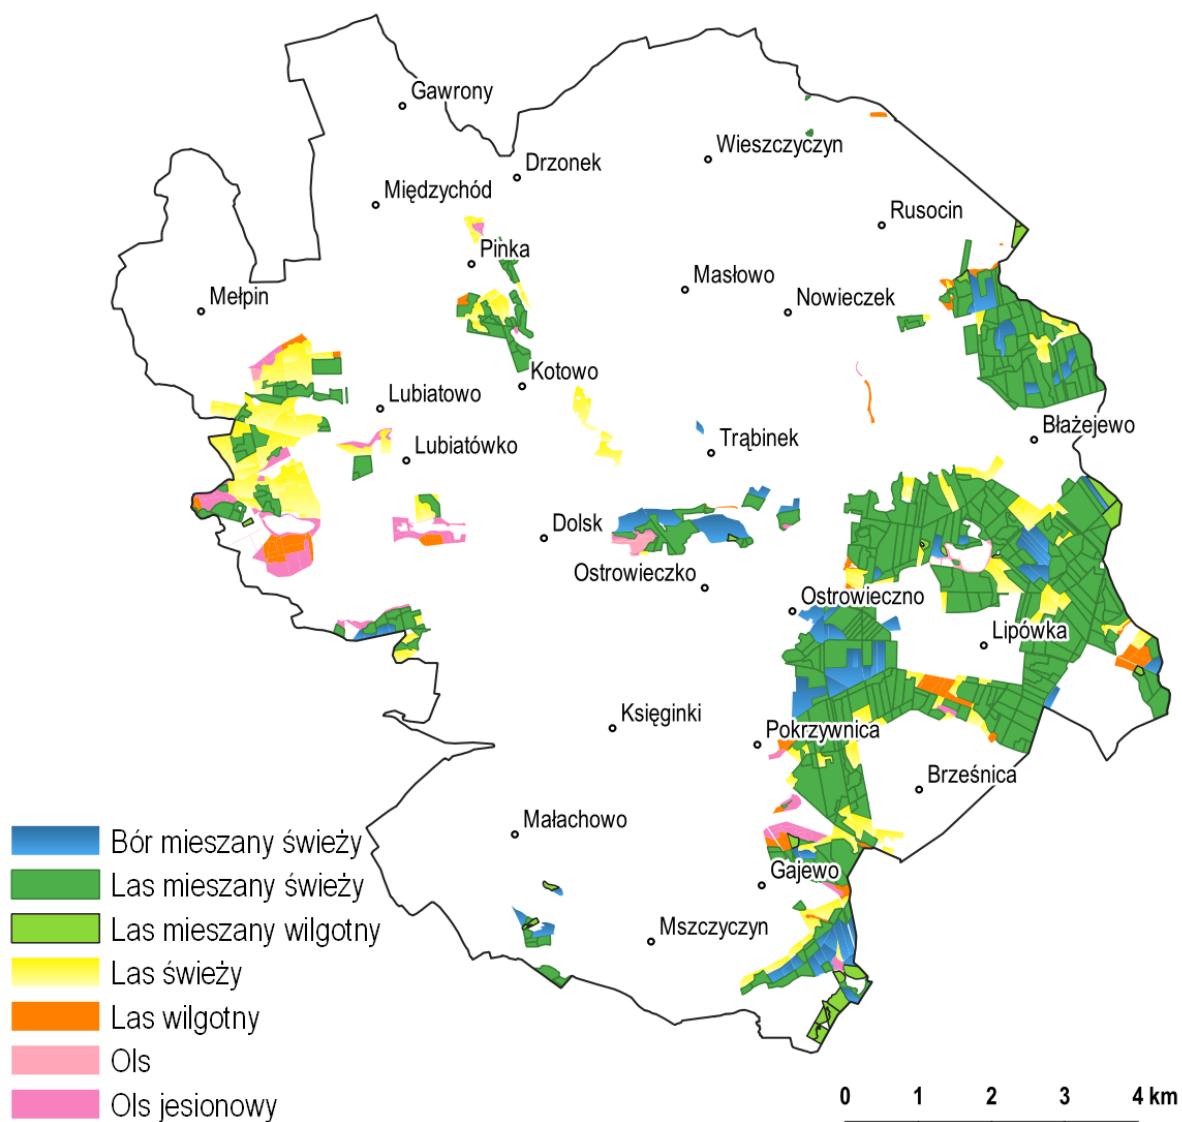 Gawrony
Wieszczyczyn
Drzonek
Międzychód
Rusocin
Pinka
Masłowo
Mełpin
Nowieczek
Kotowo
Lubiatowo
Błażejewo
Trąbinek
Lubiatówko
Dolsk
Ostrowieczko
Ostrowieczno
Lipówka
Księginki
Pokrzywnica
Brześnica
Małachowo
Gajewo
Mszczyczyn
Bór mieszany świeży
Las mieszany świeży
Las mieszany wilgotny
Las świeży
Las wilgotny
Ols
Ols jesionowy
0 1 2 3 4 km